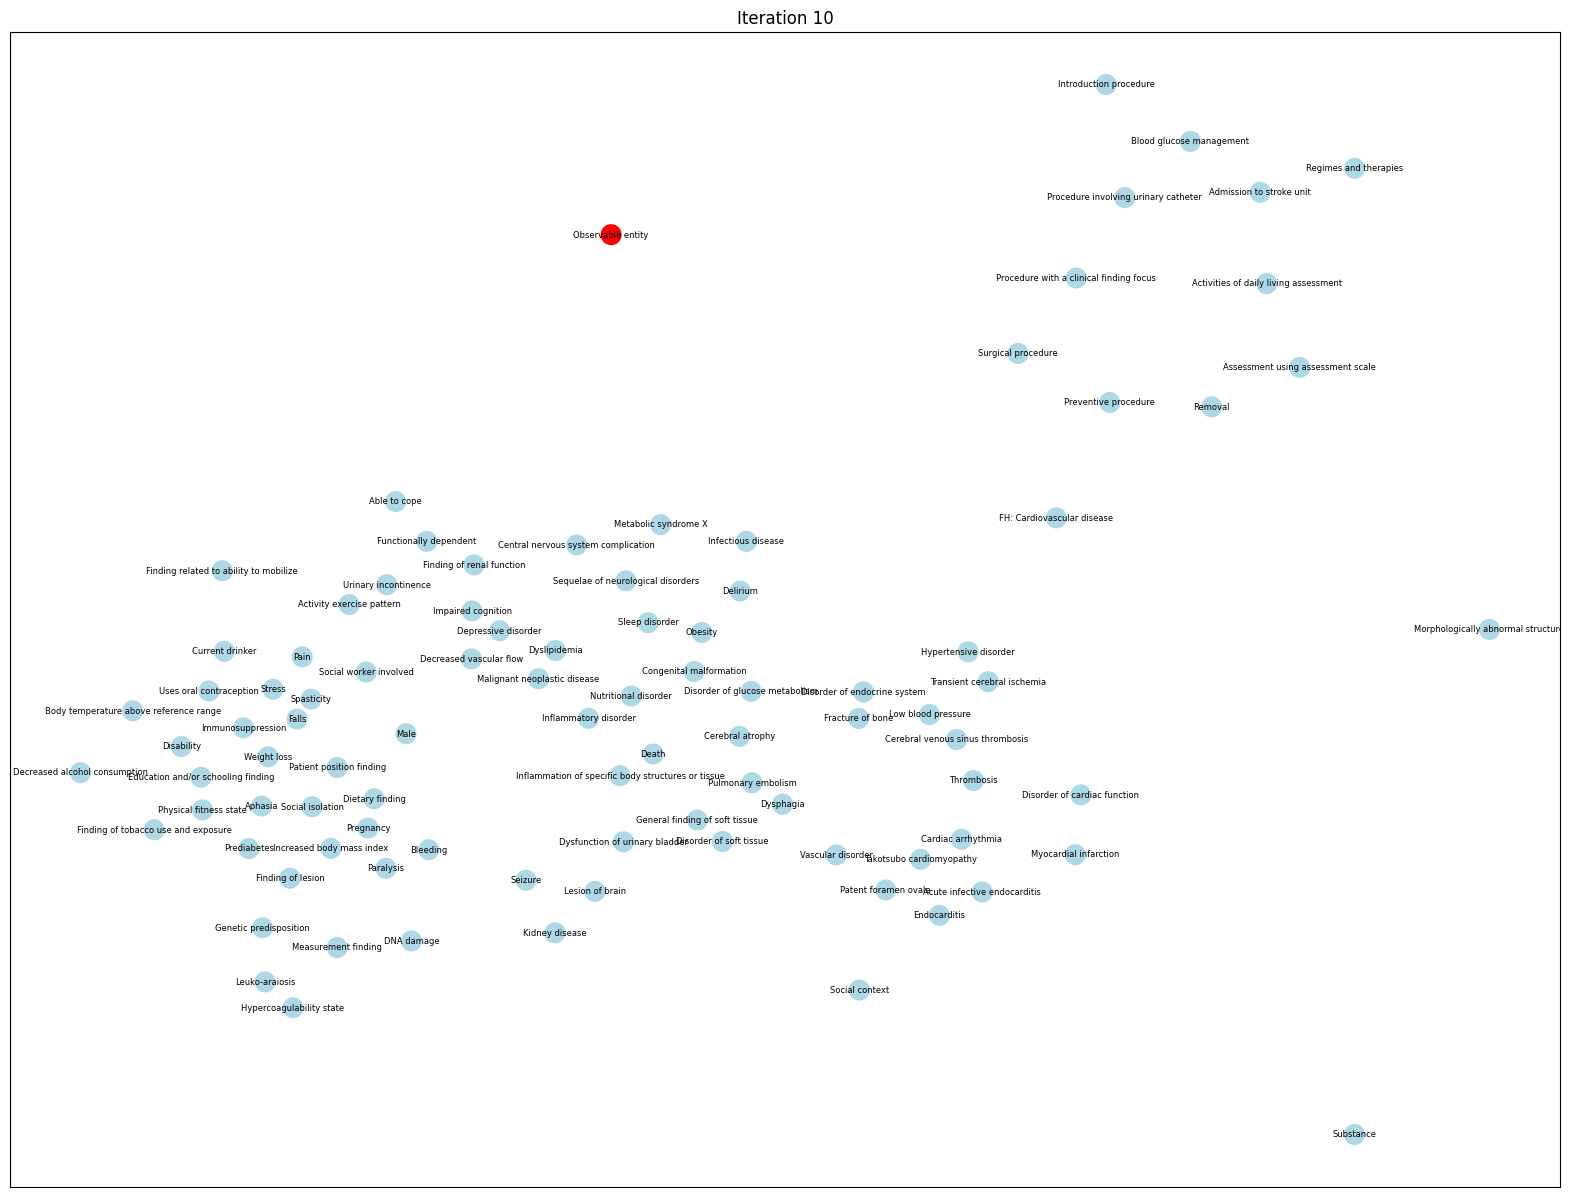 Iteration 10
Introduction procedure
Blood glucose management
Regimes and therapies
Admission to stroke unit
Procedure involving urinary catheter
Observable entity
Procedure with a clinical finding focus
Activities of daily living assessment
Surgical procedure
Assessment using assessment scale
Preventive procedure
Removal
Able to cope
FH: Cardiovascular disease
Metabolic syndrome X
Functionally dependent
Central nervous system complication
Infectious disease
Finding of renal function
Finding related to ability to mobilize
Urinary incontinence
Sequelae of neurological disorders
Delirium
Activity exercise pattern
Impaired cognition
Sleep disorder
Depressive disorder
Obesity
Morphologically abnormal structure
Current drinker
Pain
Dyslipidemia
Hypertensive disorder
Decreased vascular flow
Social worker involved
Congenital malformation
Malignant neoplastic disease
Transient cerebral ischemia
Uses oral contraception
Stress
Spasticity
Nutritional disorder
Disorder of glucose metabolism
Disorder of endocrine system
Body temperature above reference range
Falls
Inflammatory disorder
Fracture of bone
Low blood pressure
Immunosuppression
Male
Cerebral atrophy
Cerebral venous sinus thrombosis
Disability
Weight loss
Death
Patient position finding
Decreased alcohol consumption
Education and/or schooling finding
Inflammation of specific body structures or tissue
Pulmonary embolism
Thrombosis
Disorder of cardiac function
Dietary finding
Physical fitness state
Aphasia
Social isolation
Dysphagia
General finding of soft tissue
Finding of tobacco use and exposure
Pregnancy
Dysfunction of urinary bladder
Disorder of soft tissue
Cardiac arrhythmia
Prediabetes
Increased body mass index
Bleeding
Vascular disorder
Takotsubo cardiomyopathy
Myocardial infarction
Paralysis
Finding of lesion
Seizure
Lesion of brain
Patent foramen ovale
Acute infective endocarditis
Endocarditis
Genetic predisposition
Kidney disease
DNA damage
Measurement finding
Leuko-araiosis
Social context
Hypercoagulability state
Substance